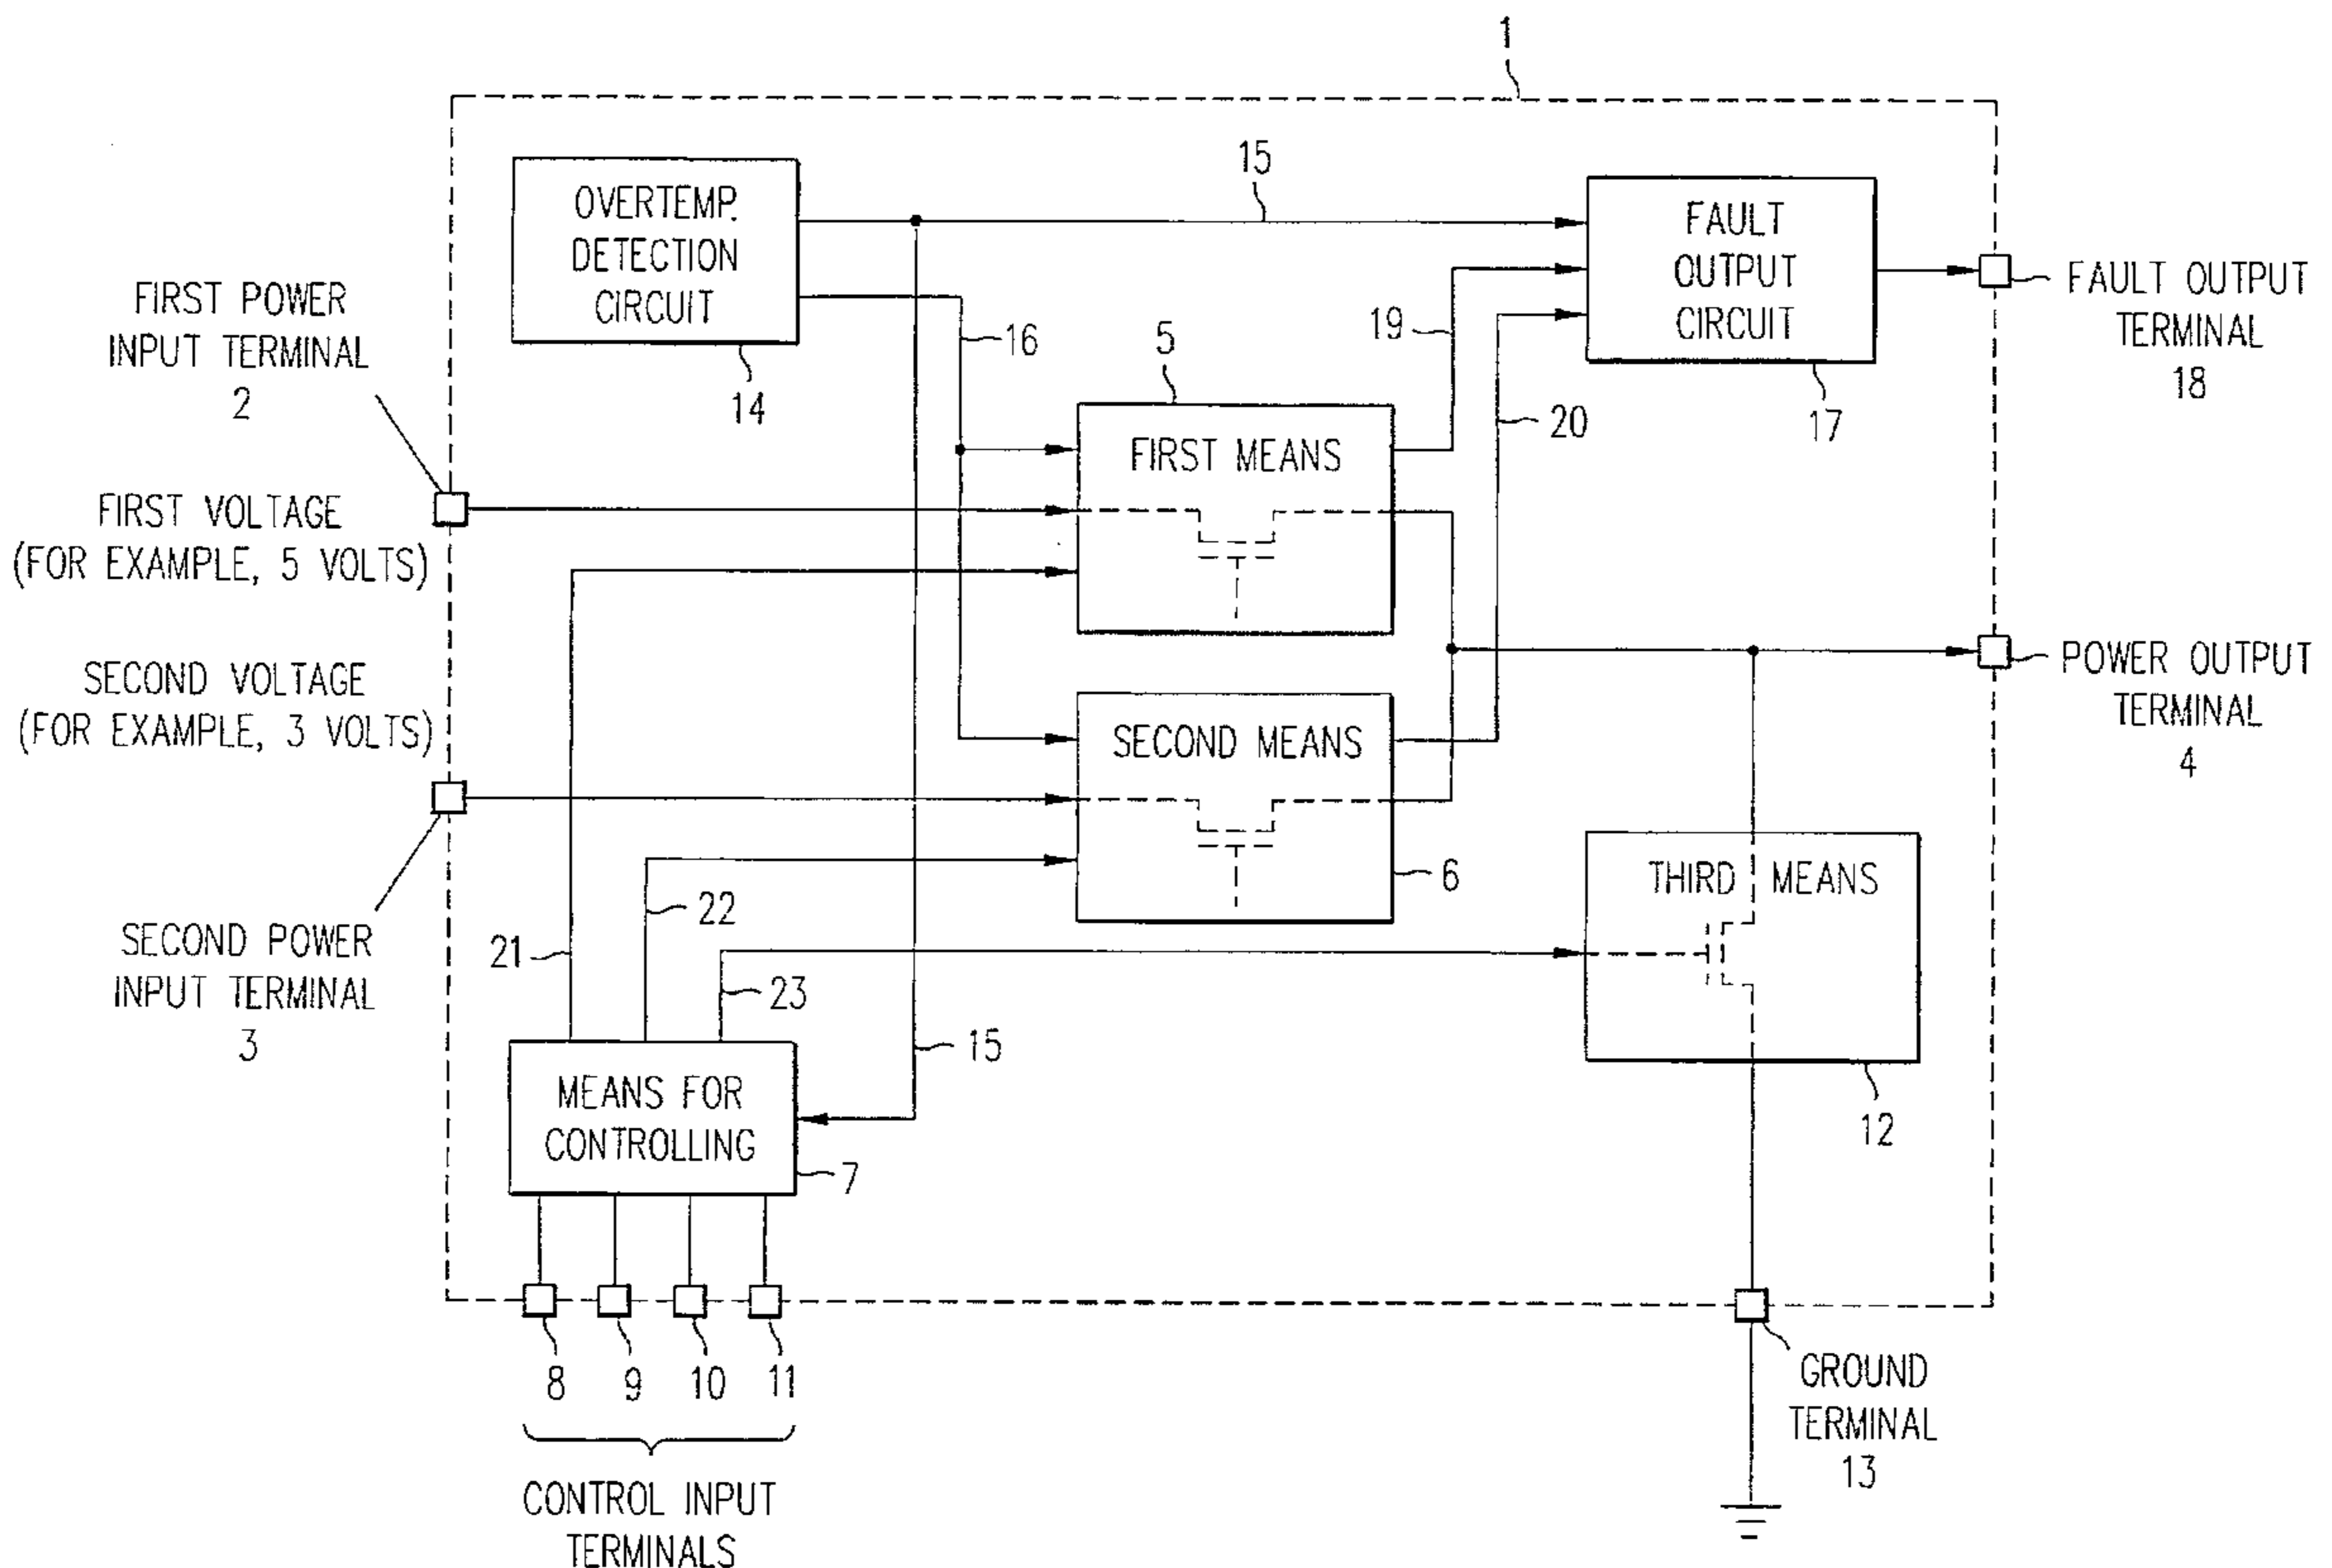 1
OVERTEMP.
DETECTION
CIRCUIT
14
15
16
FAULT
OUTPUT
CIRCUIT
17
FAULT OUTPUT
TERMINAL
18
FIRST POWER
INPUT TERMINAL
2
FIRST VOLTAGE
(FOR EXAMPLE, 5 VOLTS)
5
FIRST MEANS
19
20
SECOND VOLTAGE
(FOR EXAMPLE, 3 VOLTS)
SECOND MEANS
6
POWER OUTPUT
TERMINAL
4
SECOND POWER
INPUT TERMINAL
3
21
22
23
15
THIRD MEANS
12
MEANS FOR
CONTROLLING
7
8 9 10 11
CONTROL INPUT
TERMINALS
GROUND
TERMINAL
13